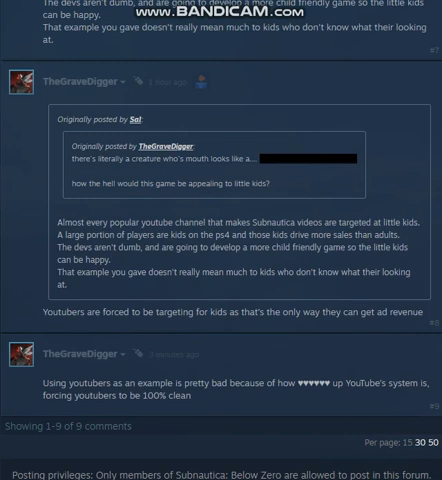 The devs aren't dumb, and are going to develop a more child friendly game so the little kids
www.BANDICAM.com
can be happy.
That example you gave doesn't really mean much to kids who don't know what their looking
at.
#7
TheGraveDigger 1 hour ago
Originally posted by Sal:
Originally posted by TheGraveDigger:
there's literally a creature who's mouth looks like a....
how the hell would this game be appealing to little kids?
Almost every popular youtube channel that makes Subnautica videos are targeted at little kids.
A large portion of players are kids on the ps4 and those kids drive more sales than adults.
The devs aren't dumb, and are going to develop a more child friendly game so the little kids
can be happy.
That example you gave doesn't really mean much to kids who don't know what their looking
at.
Youtubers are forced to be targeting for kids as that's the only way they can get ad revenue
#8
TheGraveDigger 3 minutes ago
Using youtubers as an example is pretty bad because of how ♥♥♥♥♥♥ up YouTube's system is,
forcing youtubers to be 100% clean
#9
Showing 1-9 of 9 comments
Per page: 15 30 50
Posting privileges: Only members of Subnautica: Below Zero are allowed to post in this forum.